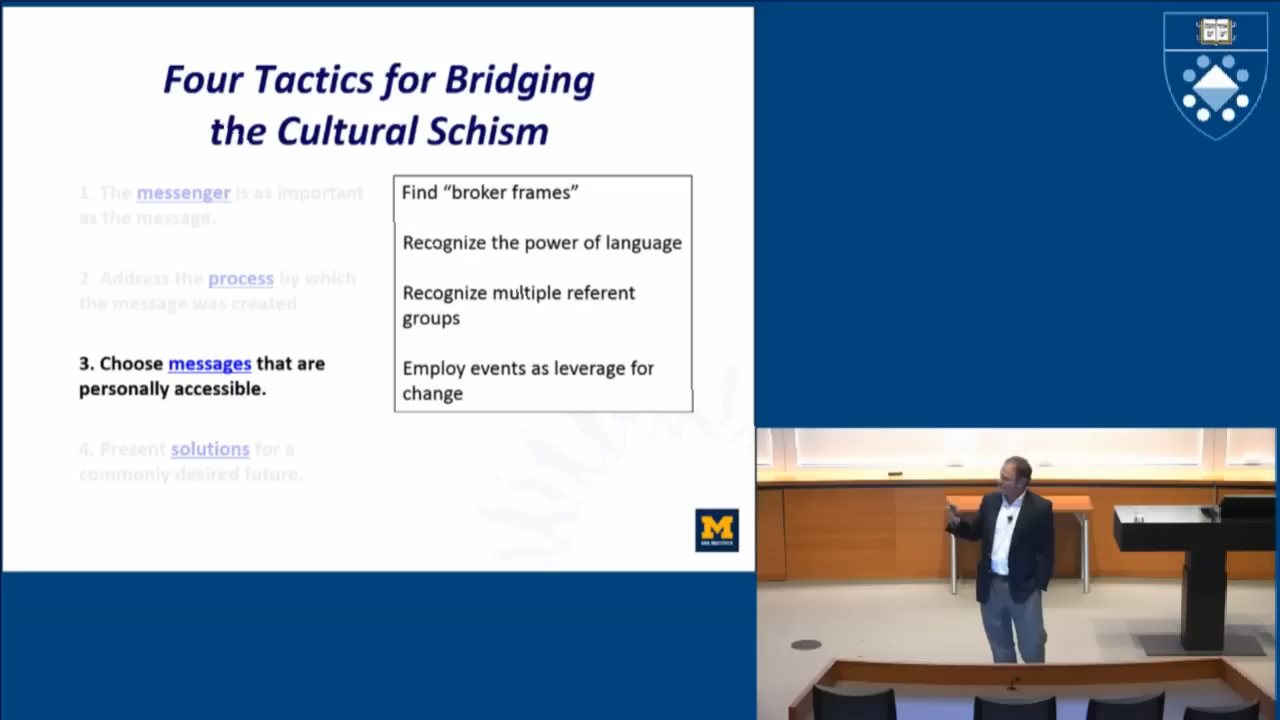 Four Tactics for Bridging
the Cultural Schism
1. The messenger is as important
as the message.
2. Address the process by which
the message was created.
3. Choose messages that are
personally accessible.
4. Present solutions for a
commonly desired future.
Find “broker frames”
Recognize the power of language
Recognize multiple referent
groups
Employ events as leverage for
change
M